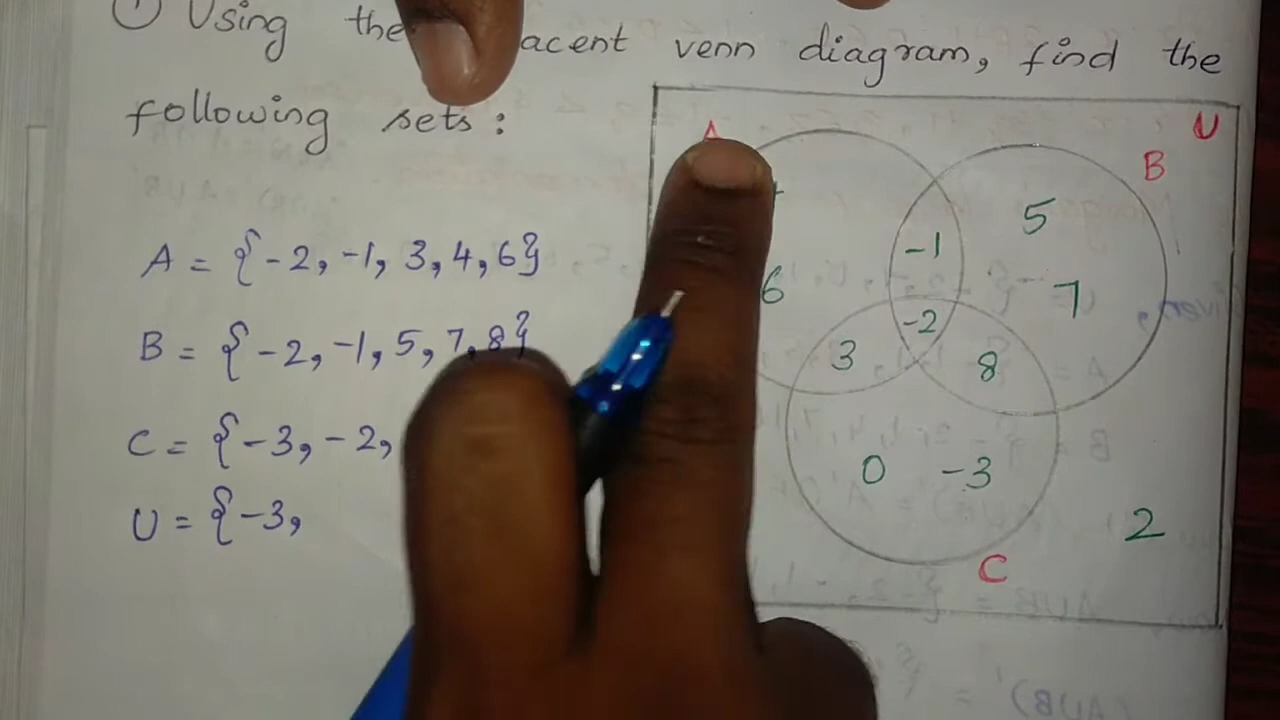 ① Using the acent venn diagram, find the
following sets:
A
U
B
5
-1
6
7
-2
3
8
0 -3
2
C
A = {-2, -1, 3, 4, 6}
B = {-2, -1, 5, 7, 8}
C = {-3, -2,
U = {-3,